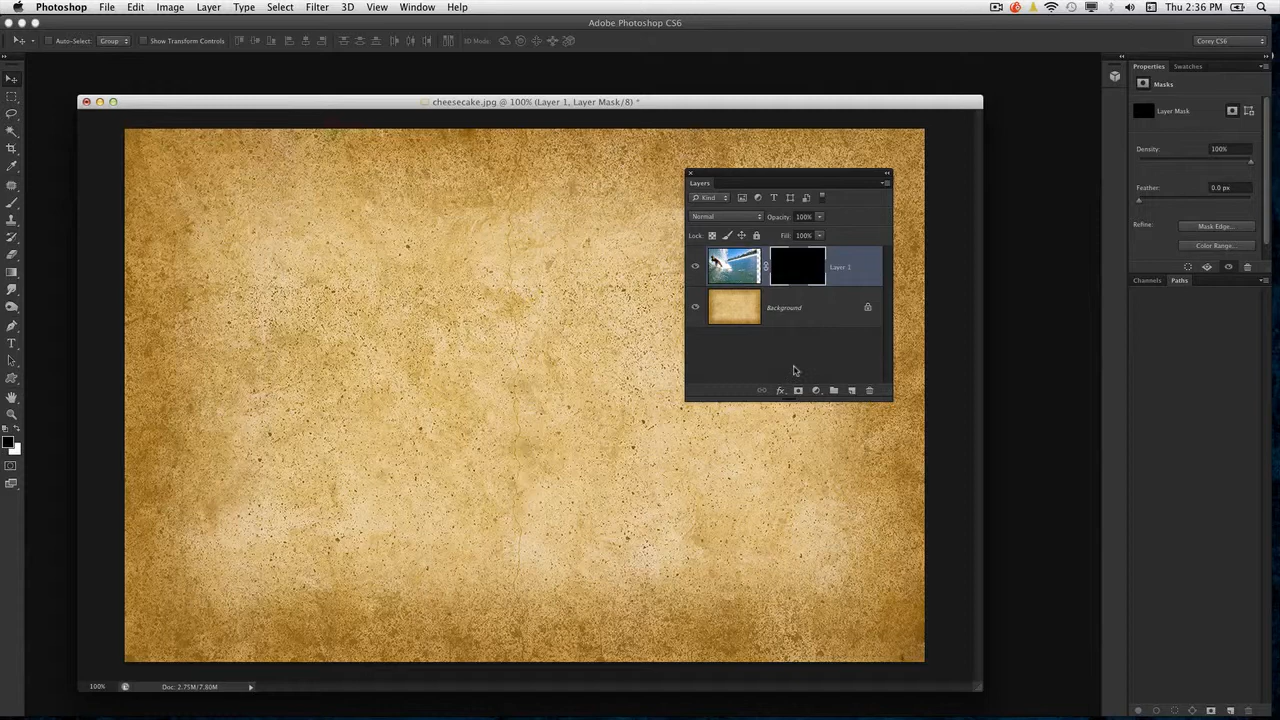 Photoshop File Edit Image Layer Type Select Filter 3D View Window Help Thu 2:36 PM
Adobe Photoshop CS6
Auto-Select: Group Show Transform Controls 3D Mode: Corey CS6
Properties Swatches
Masks
cheesecake.jpg @ 100% (Layer 1, Layer Mask/8) *
Layer Mask
Density: 100%
Layers
Feather: 0.0 px
Kind
Normal Opacity: 100%
Refine: Mask Edge...
Lock: Fill: 100%
Color Range...
Layer 1
Channels Paths
Background
fx
100% Doc: 2.75M/7.80M